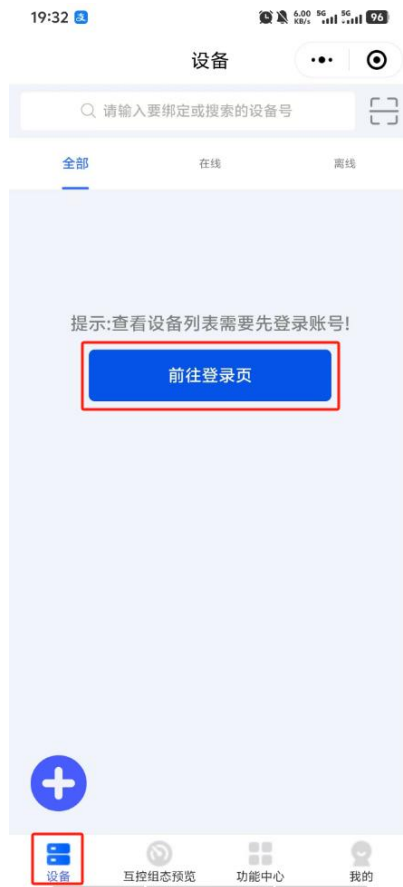 19:32
6.00 KB/s 5G 5G 96
设备
请输入要绑定或搜索的设备号
全部 在线 离线
提示:查看设备列表需要先登录账号!
前往登录页
设备 互控组态预览 功能中心 我的